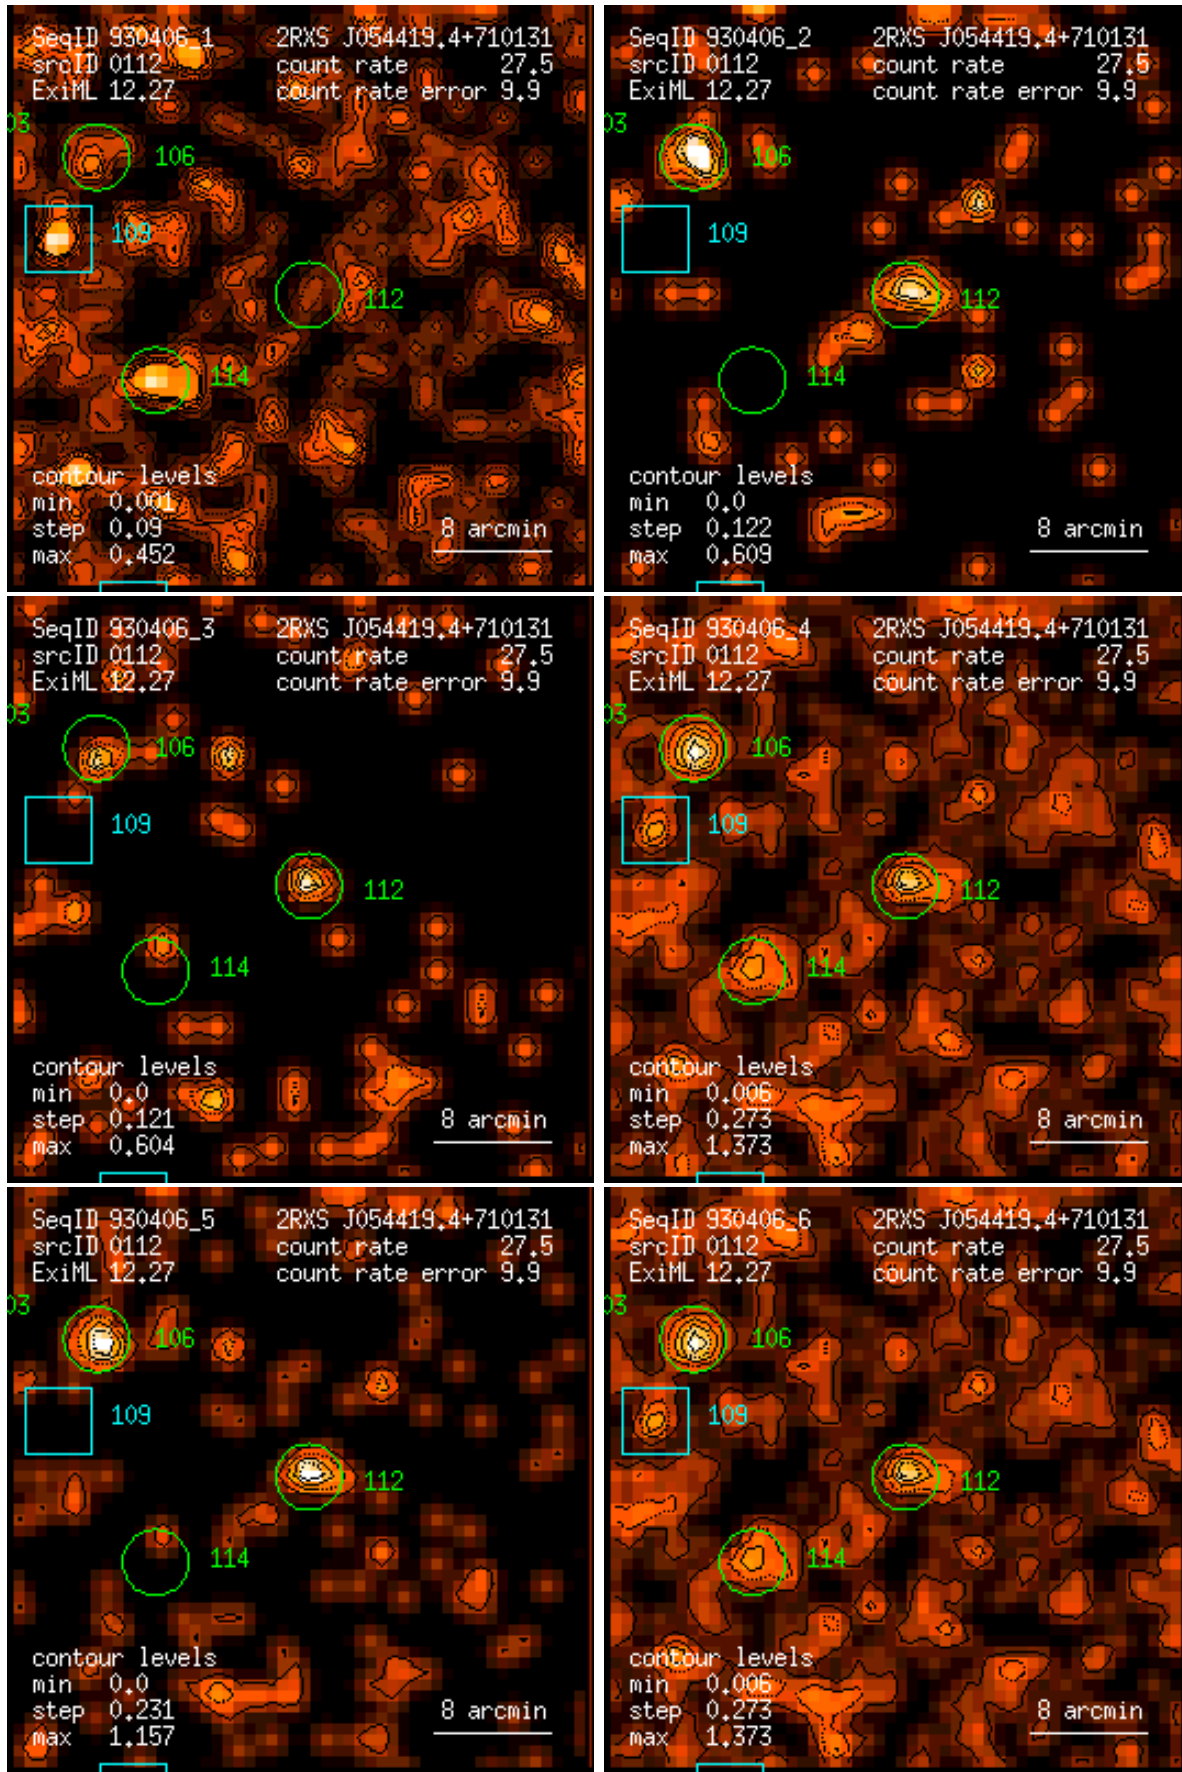 SeqID 930406_1 2RXS J054419.4+710131
srcID 0112 count rate 27.5
ExiML 12.27 count rate error 9.9
03
106
109
112
114
contour levels
min 0.001
step 0.09
max 0.452
8 arcmin
SeqID 930406_2 2RXS J054419.4+710131
srcID 0112 count rate 27.5
ExiML 12.27 count rate error 9.9
03
106
109
112
114
contour levels
min 0.0
step 0.122
max 0.609
8 arcmin
SeqID 930406_3 2RXS J054419.4+710131
srcID 0112 count rate 27.5
ExiML 12.27 count rate error 9.9
03
106
109
112
114
contour levels
min 0.0
step 0.121
max 0.604
8 arcmin
SeqID 930406_4 2RXS J054419.4+710131
srcID 0112 count rate 27.5
ExiML 12.27 count rate error 9.9
03
106
109
112
114
contour levels
min 0.006
step 0.273
max 1.373
8 arcmin
SeqID 930406_5 2RXS J054419.4+710131
srcID 0112 count rate 27.5
ExiML 12.27 count rate error 9.9
03
106
109
112
114
contour levels
min 0.0
step 0.231
max 1.157
8 arcmin
SeqID 930406_6 2RXS J054419.4+710131
srcID 0112 count rate 27.5
ExiML 12.27 count rate error 9.9
03
106
109
112
114
contour levels
min 0.006
step 0.273
max 1.373
8 arcmin